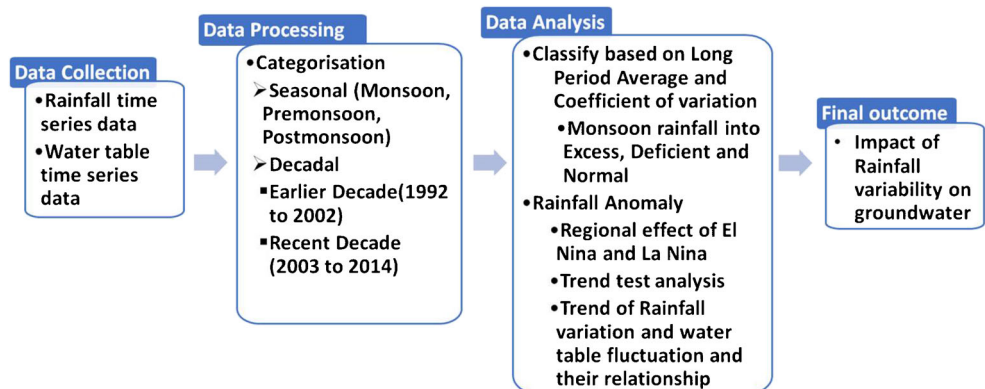 Data Collection
•Rainfall time
series data
•Water table
time series
data
Data Processing
•Categorisation
➢Seasonal (Monsoon,
Premonsoon,
Postmonsoon)
➢Decadal
▪Earlier Decade(1992
to 2002)
▪Recent Decade
(2003 to 2014)
Data Analysis
•Classify based on Long
Period Average and
Coefficient of variation
•Monsoon rainfall into
Excess, Deficient and
Normal
•Rainfall Anomaly
•Regional effect of El
Nina and La Nina
•Trend test analysis
•Trend of Rainfall
variation and water
table fluctuation and
their relationship
Final outcome
• Impact of
Rainfall
variability on
groundwater